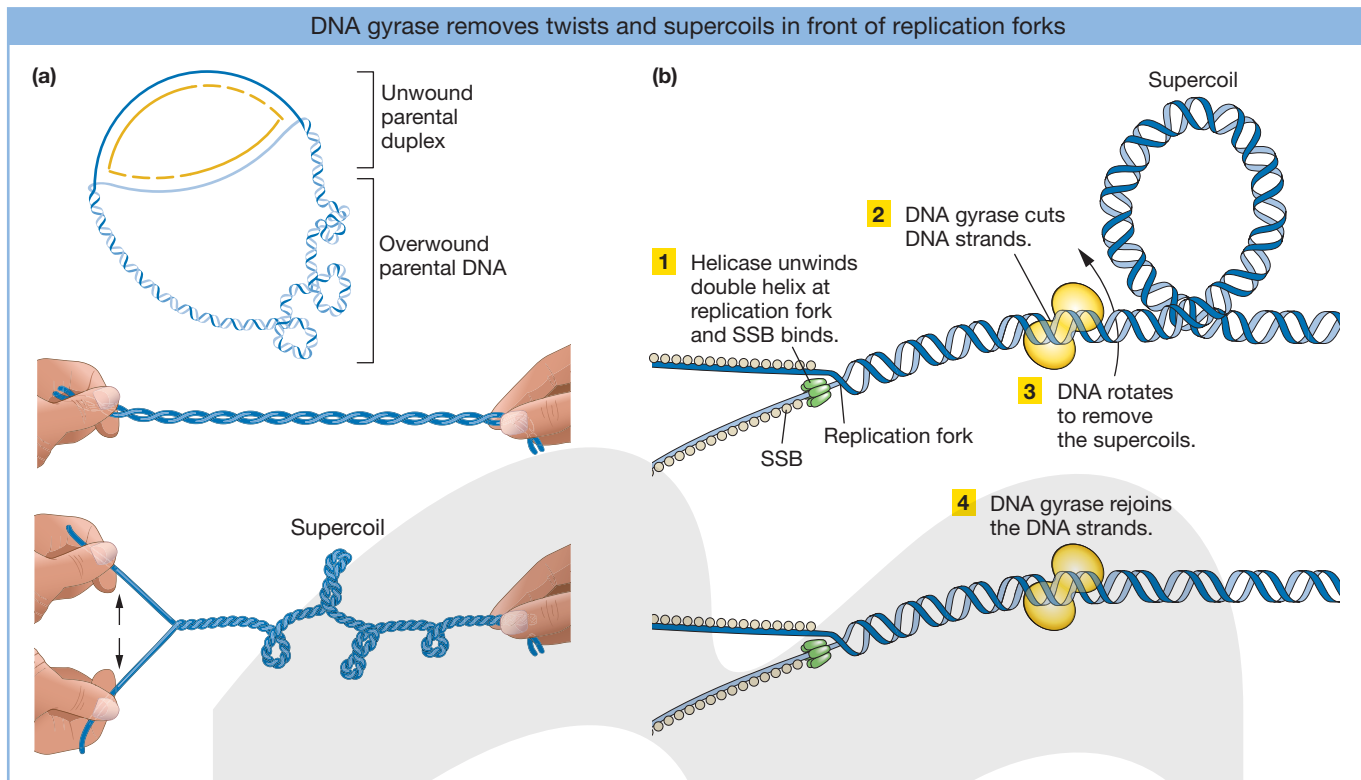 DNA gyrase removes twists and supercoils in front of replication forks
(a)
Unwound
parental
duplex
Overwound
parental DNA
Supercoil
(b)
Supercoil
2 DNA gyrase cuts
DNA strands.
1 Helicase unwinds
double helix at
replication fork
and SSB binds.
3 DNA rotates
to remove
the supercoils.
Replication fork
SSB
4 DNA gyrase rejoins
the DNA strands.